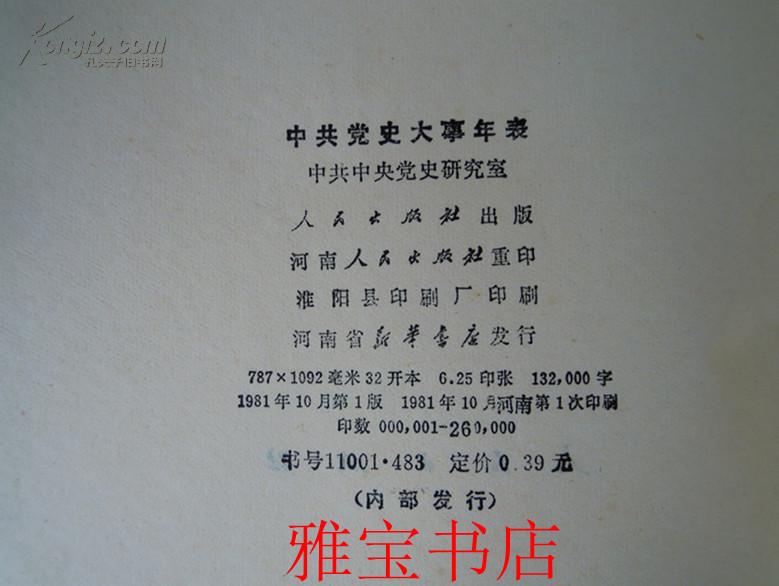 Kongfz.com
孔夫子旧书网
中共党史大事年表
中共中央党史研究室
人民出版社出版
河南人民出版社重印
淮阳县印刷厂印刷
河南省新华书店发行
787×1092毫米32开本 6.25印张 132,000字
1981年10月第1版 1981年10月河南第1次印刷
印数 000,001-260,000
书号11001·483 定价0.39元
(内部发行)
雅宝书店